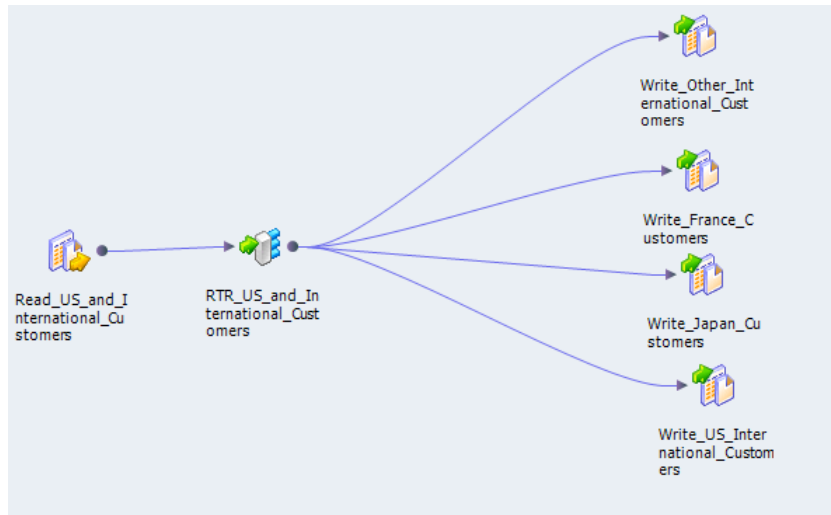 Write_Other_Int
ernational_Cust
omers
Write_France_C
ustomers
Read_US_and_I
nternational_Cu
stomers
RTR_US_and_In
ternational_Cust
omers
Write_Japan_Cu
stomers
Write_US_Inter
national_Custom
ers